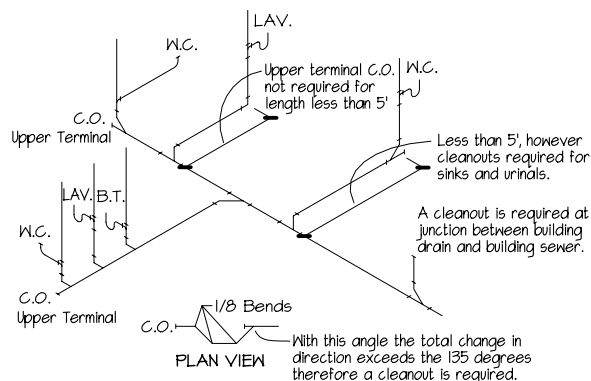 LAV.
W.C.
Upper terminal C.O.
not required for
length less than 5'
W.C.
C.O.
Upper Terminal
Less than 5', however
cleanouts required for
sinks and urinals.
LAV.
B.T.
A cleanout is required at
junction between building
drain and building sewer.
W.C.
C.O.
Upper Terminal
1/8 Bends
C.O.
With this angle the total change in
direction exceeds the 135 degrees
therefore a cleanout is required.
PLAN VIEW